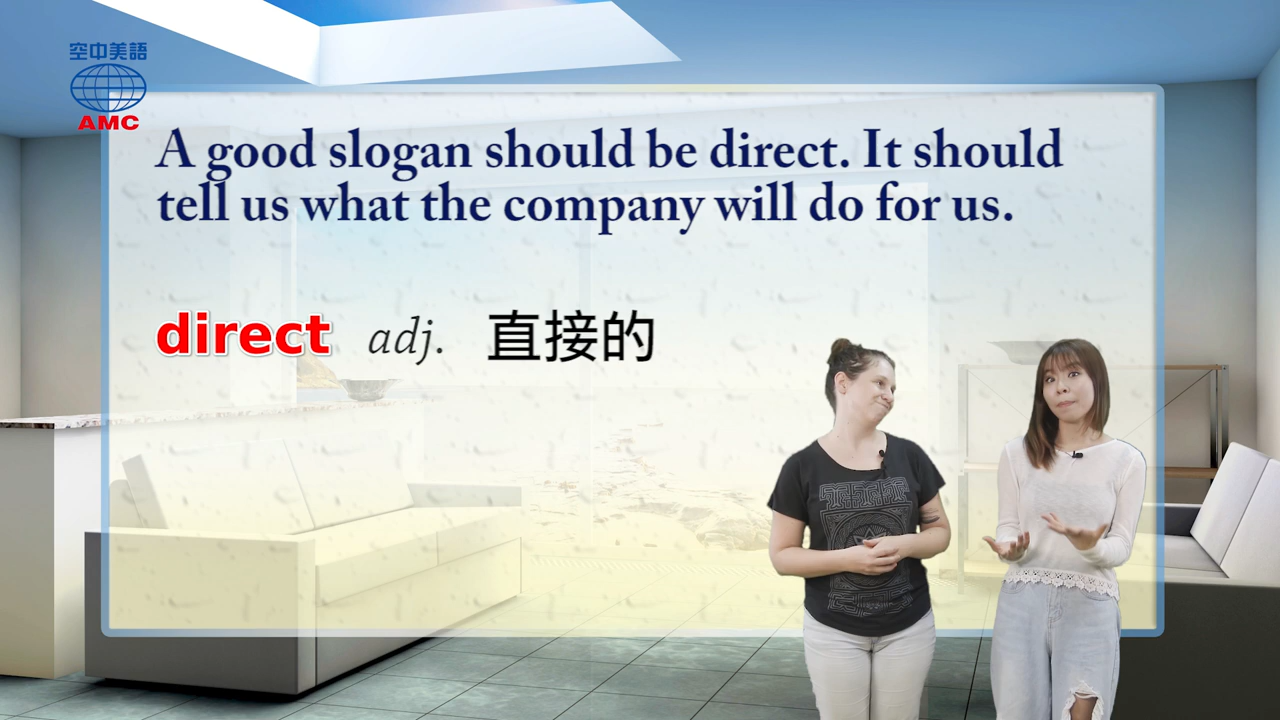 空中美語
AMC
A good slogan should be direct. It should
tell us what the company will do for us.
direct adj. 直接的